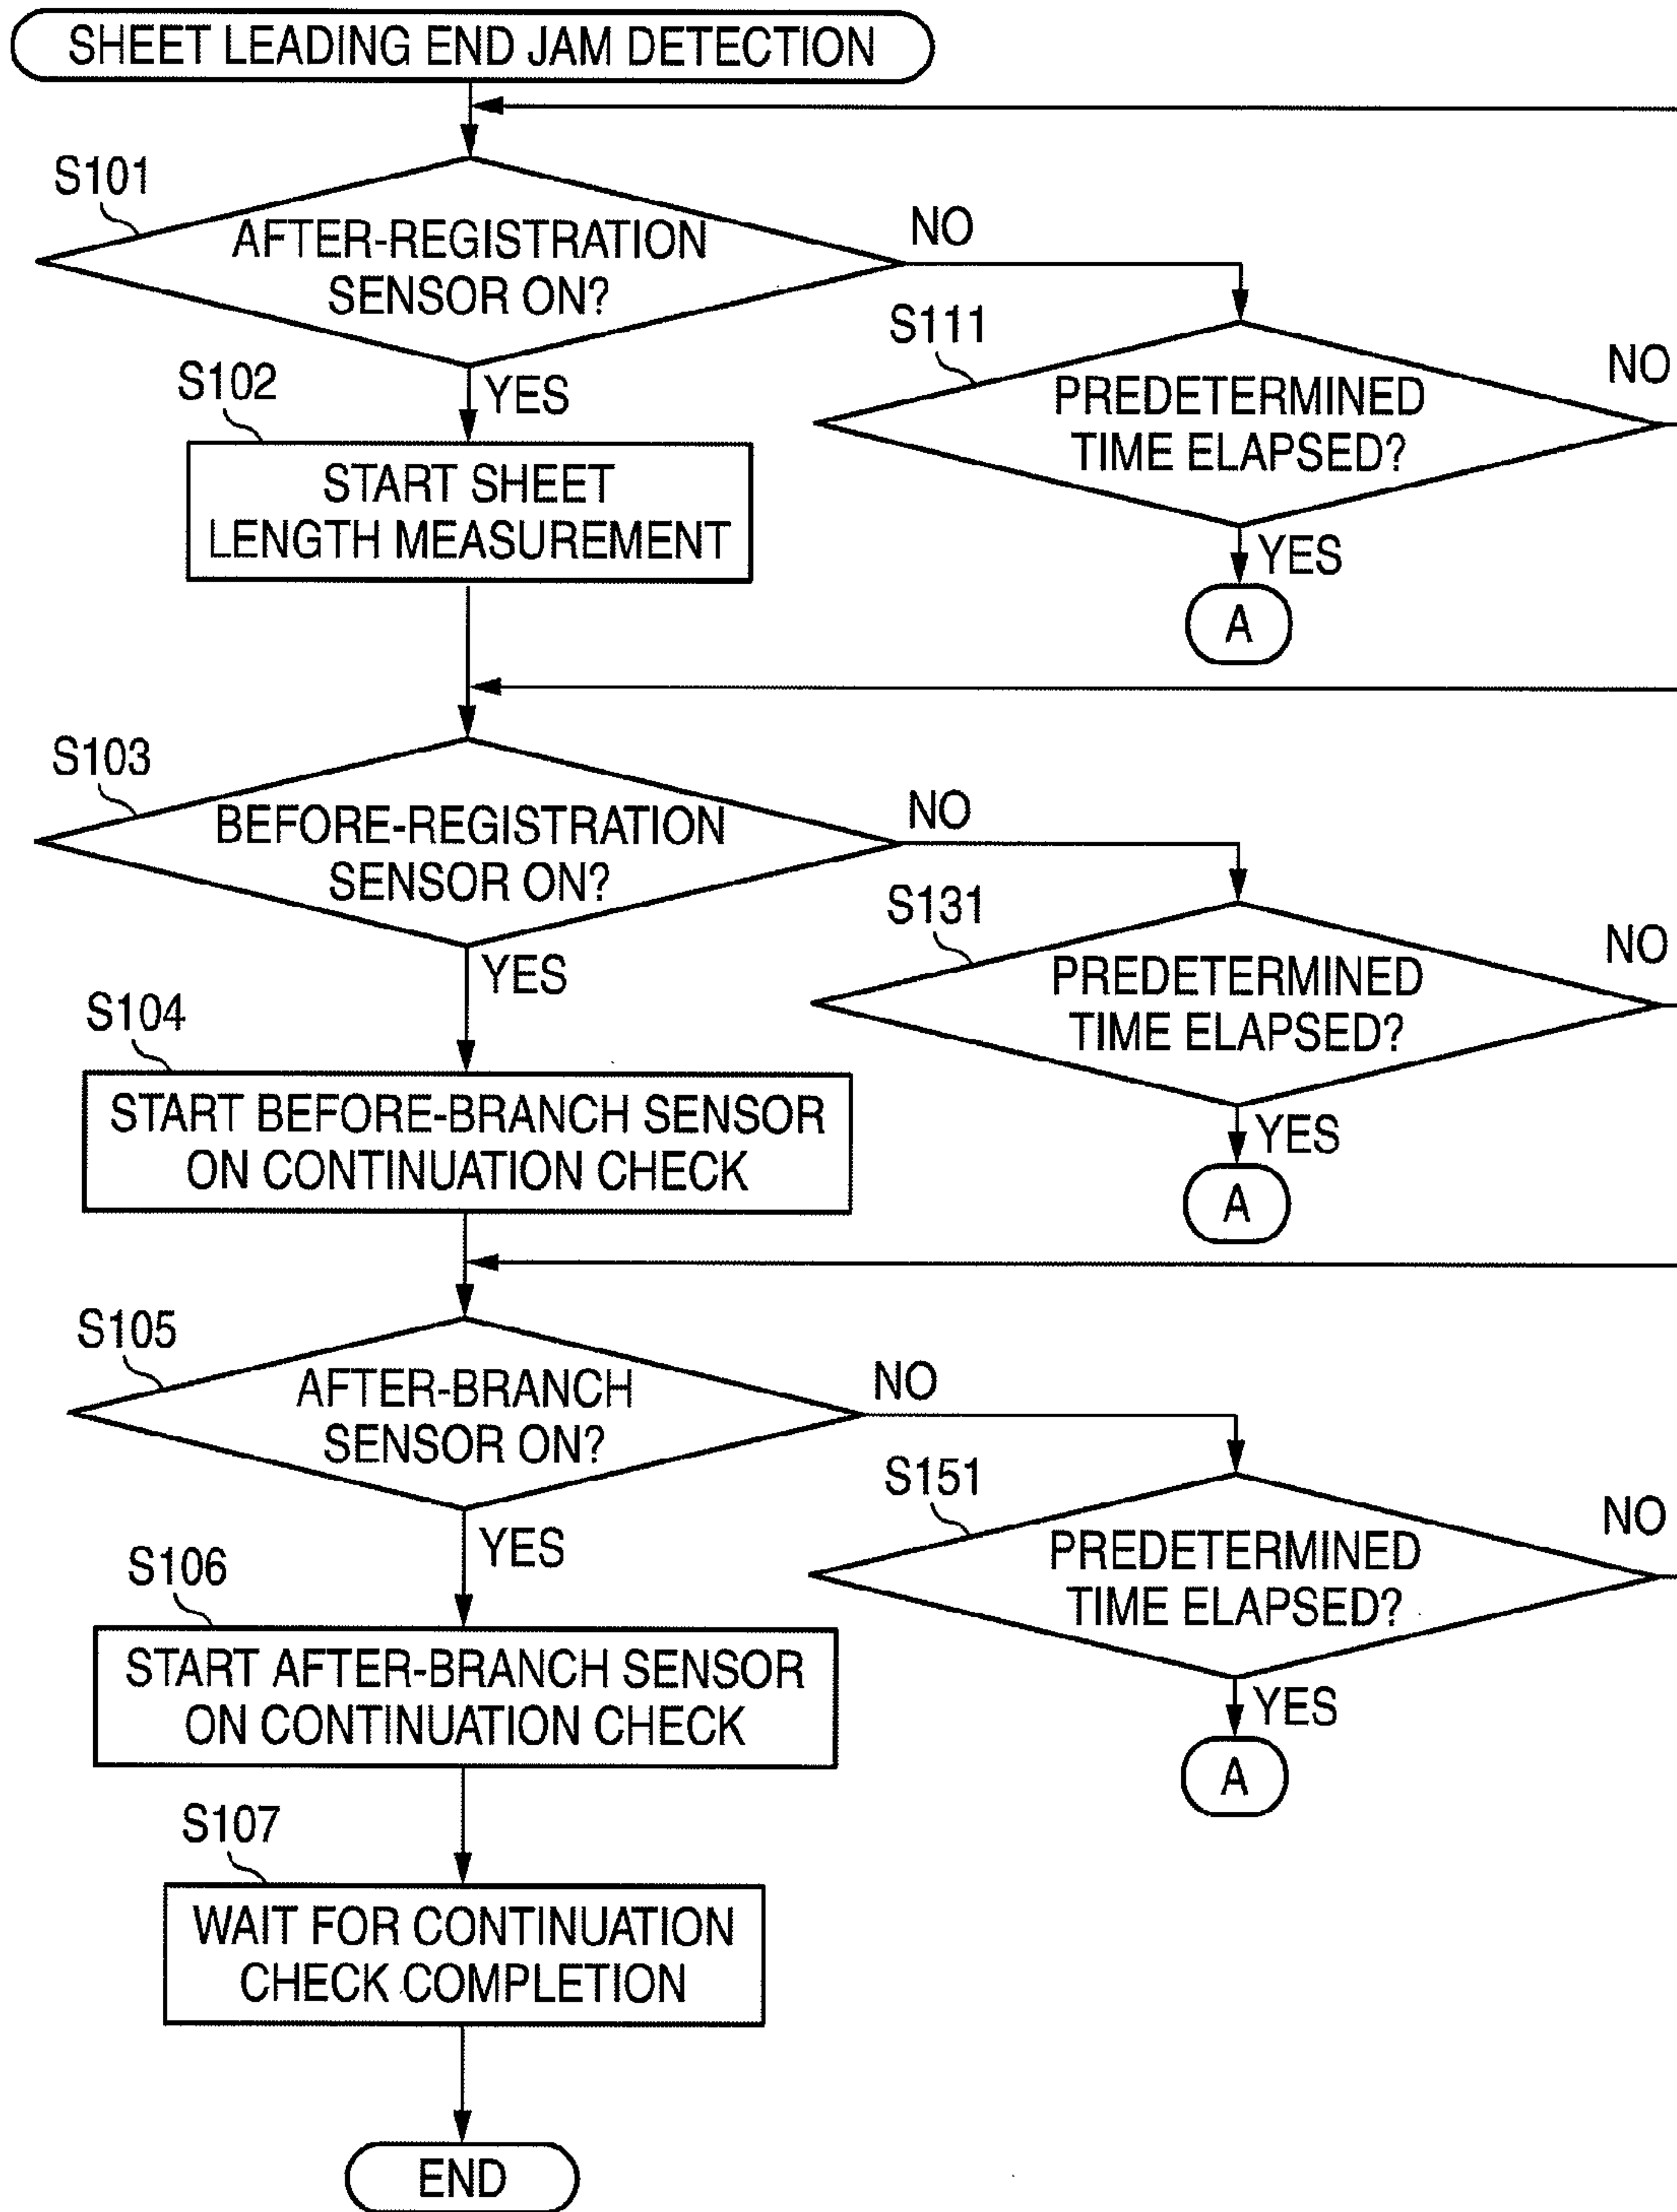 SHEET LEADING END JAM DETECTION
S101
AFTER-REGISTRATION
SENSOR ON?
NO
YES
S111
PREDETERMINED
TIME ELAPSED?
NO
YES
A
S102
START SHEET
LENGTH MEASUREMENT
S103
BEFORE-REGISTRATION
SENSOR ON?
NO
YES
S131
PREDETERMINED
TIME ELAPSED?
NO
YES
A
S104
START BEFORE-BRANCH SENSOR
ON CONTINUATION CHECK
S105
AFTER-BRANCH
SENSOR ON?
NO
YES
S151
PREDETERMINED
TIME ELAPSED?
NO
YES
A
S106
START AFTER-BRANCH SENSOR
ON CONTINUATION CHECK
S107
WAIT FOR CONTINUATION
CHECK COMPLETION
END